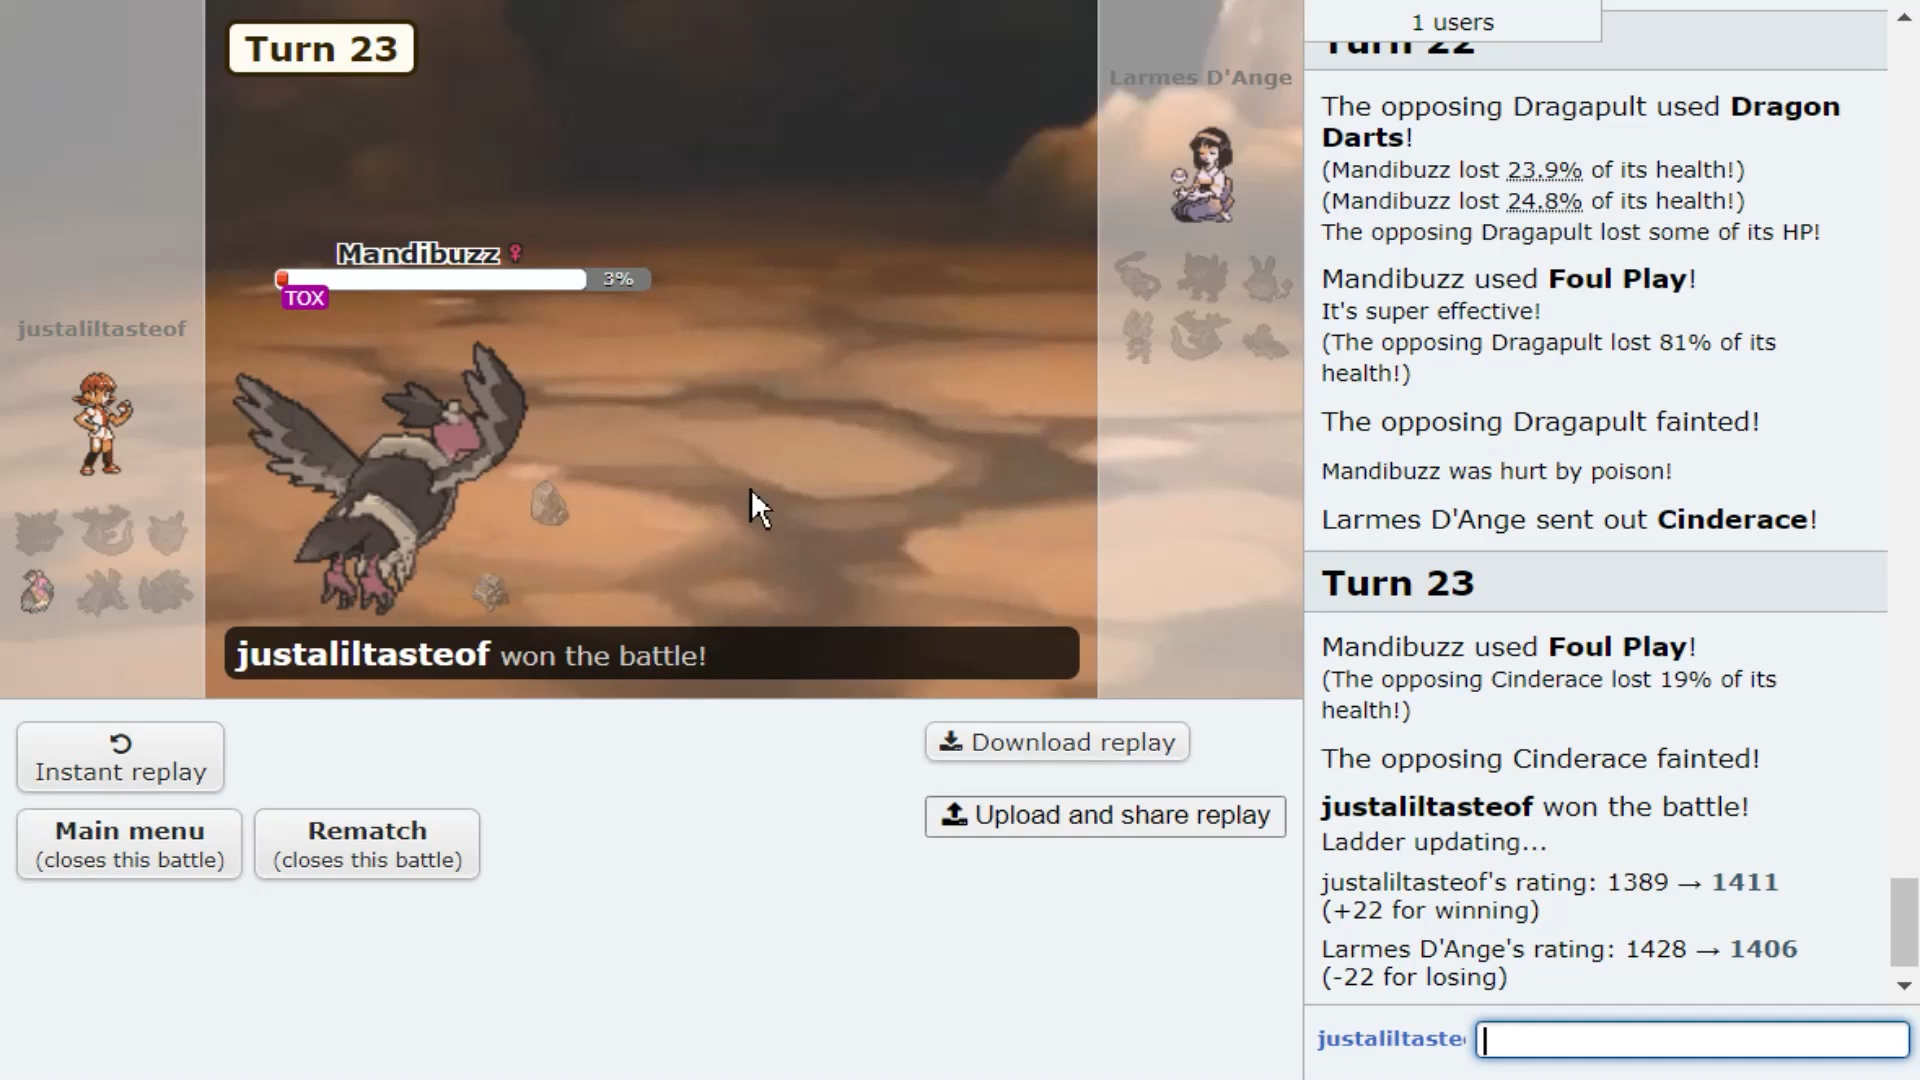 Turn 23
Larmes D'Ange
Mandibuzz ♀
3%
TOX
justaliltasteof
justaliltasteof won the battle!
Instant replay
Main menu
(closes this battle)
Rematch
(closes this battle)
Download replay
Upload and share replay
1 users
Turn 22
The opposing Dragapult used Dragon
Darts!
(Mandibuzz lost 23.9% of its health!)
(Mandibuzz lost 24.8% of its health!)
The opposing Dragapult lost some of its HP!
Mandibuzz used Foul Play!
It's super effective!
(The opposing Dragapult lost 81% of its
health!)
The opposing Dragapult fainted!
Mandibuzz was hurt by poison!
Larmes D'Ange sent out Cinderace!
Turn 23
Mandibuzz used Foul Play!
(The opposing Cinderace lost 19% of its
health!)
The opposing Cinderace fainted!
justaliltasteof won the battle!
Ladder updating...
justaliltasteof's rating: 1389 → 1411
(+22 for winning)
Larmes D'Ange's rating: 1428 → 1406
(-22 for losing)
justaliltaste